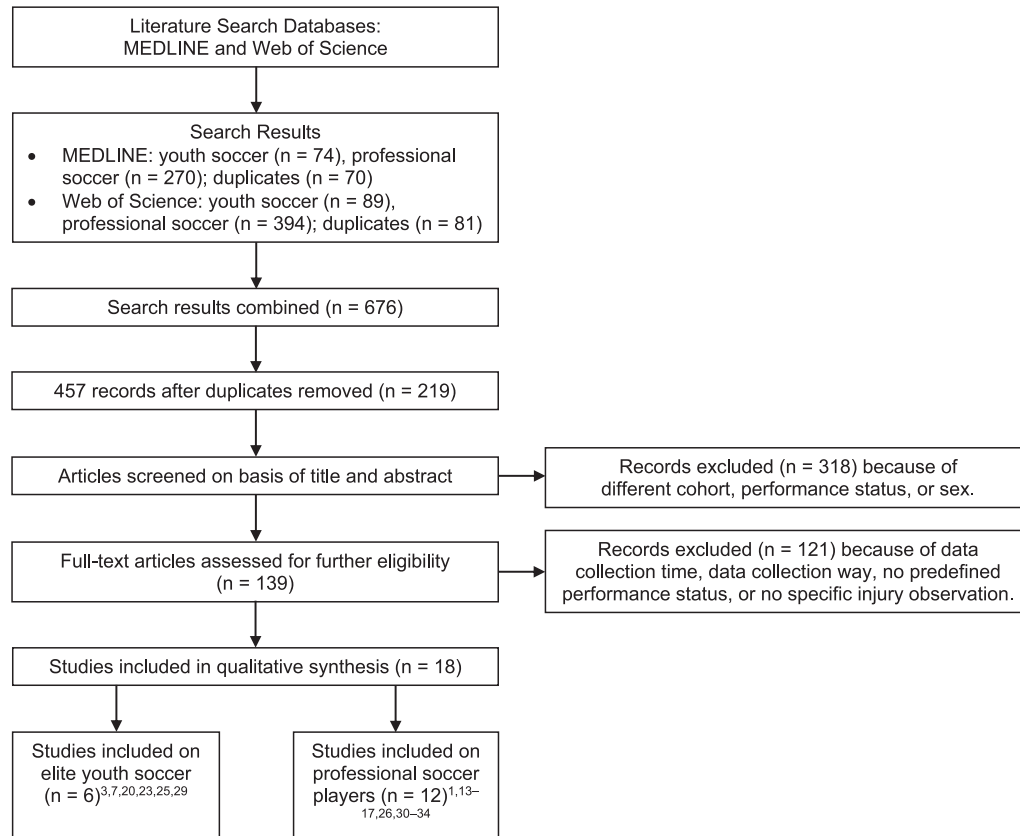 Literature Search Databases:
MEDLINE and Web of Science
Search Results
• MEDLINE: youth soccer (n = 74), professional
soccer (n = 270); duplicates (n = 70)
• Web of Science: youth soccer (n = 89),
professional soccer (n = 394); duplicates (n = 81)
Search results combined (n = 676)
457 records after duplicates removed (n = 219)
Articles screened on basis of title and abstract
Records excluded (n = 318) because of
different cohort, performance status, or sex.
Full-text articles assessed for further eligibility
(n = 139)
Records excluded (n = 121) because of data
collection time, data collection way, no predefined
performance status, or no specific injury observation.
Studies included in qualitative synthesis (n = 18)
Studies included on
elite youth soccer
(n = 6)3,7,20,23,25,29
Studies included on
professional soccer
players (n = 12)1,13–
17,26,30–34